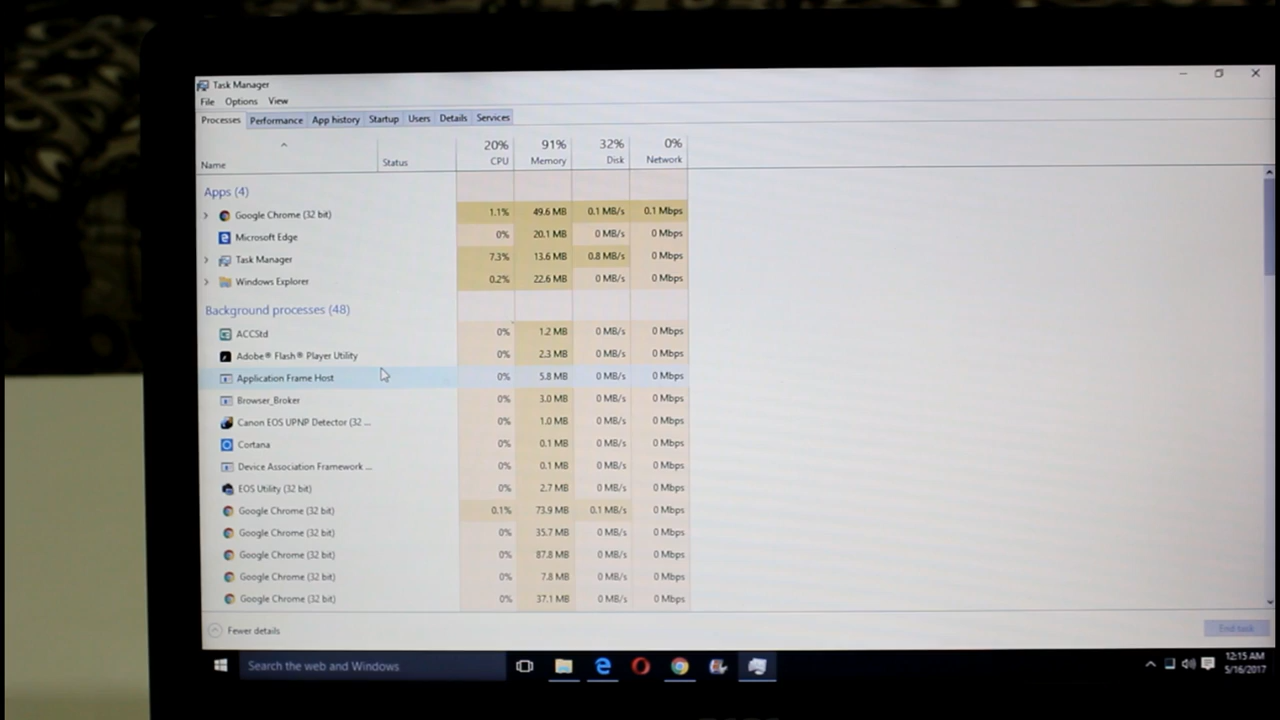 Task Manager
File Options View
Processes Performance App history Startup Users Details Services
20% 91% 32% 0%
Name Status CPU Memory Disk Network
Apps (4)
Google Chrome (32 bit) 1.1% 49.6 MB 0.1 MB/s 0.1 Mbps
Microsoft Edge 0% 20.1 MB 0 MB/s 0 Mbps
Task Manager 7.3% 13.6 MB 0.8 MB/s 0 Mbps
Windows Explorer 0.2% 22.6 MB 0 MB/s 0 Mbps
Background processes (48)
ACCStd 0% 1.2 MB 0 MB/s 0 Mbps
Adobe® Flash® Player Utility 0% 2.3 MB 0 MB/s 0 Mbps
Application Frame Host 0% 5.8 MB 0 MB/s 0 Mbps
Browser_Broker 0% 3.0 MB 0 MB/s 0 Mbps
Canon EOS UPNP Detector (32 ... 0% 1.0 MB 0 MB/s 0 Mbps
Cortana 0% 0.1 MB 0 MB/s 0 Mbps
Device Association Framework ... 0% 0.1 MB 0 MB/s 0 Mbps
EOS Utility (32 bit) 0% 2.7 MB 0 MB/s 0 Mbps
Google Chrome (32 bit) 0.1% 73.9 MB 0.1 MB/s 0 Mbps
Google Chrome (32 bit) 0% 35.7 MB 0 MB/s 0 Mbps
Google Chrome (32 bit) 0% 87.8 MB 0 MB/s 0 Mbps
Google Chrome (32 bit) 0% 7.8 MB 0 MB/s 0 Mbps
Google Chrome (32 bit) 0% 37.1 MB 0 MB/s 0 Mbps
Fewer details End task
Search the web and Windows
12:15 AM
5/16/2017